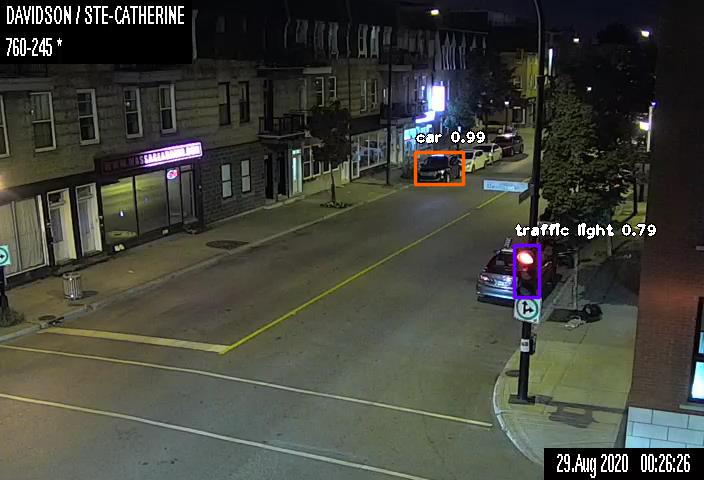 DAVIDSON / STE-CATHERINE
760-245 *
car 0.99
traffic light 0.79
29.Aug 2020 00:26:26